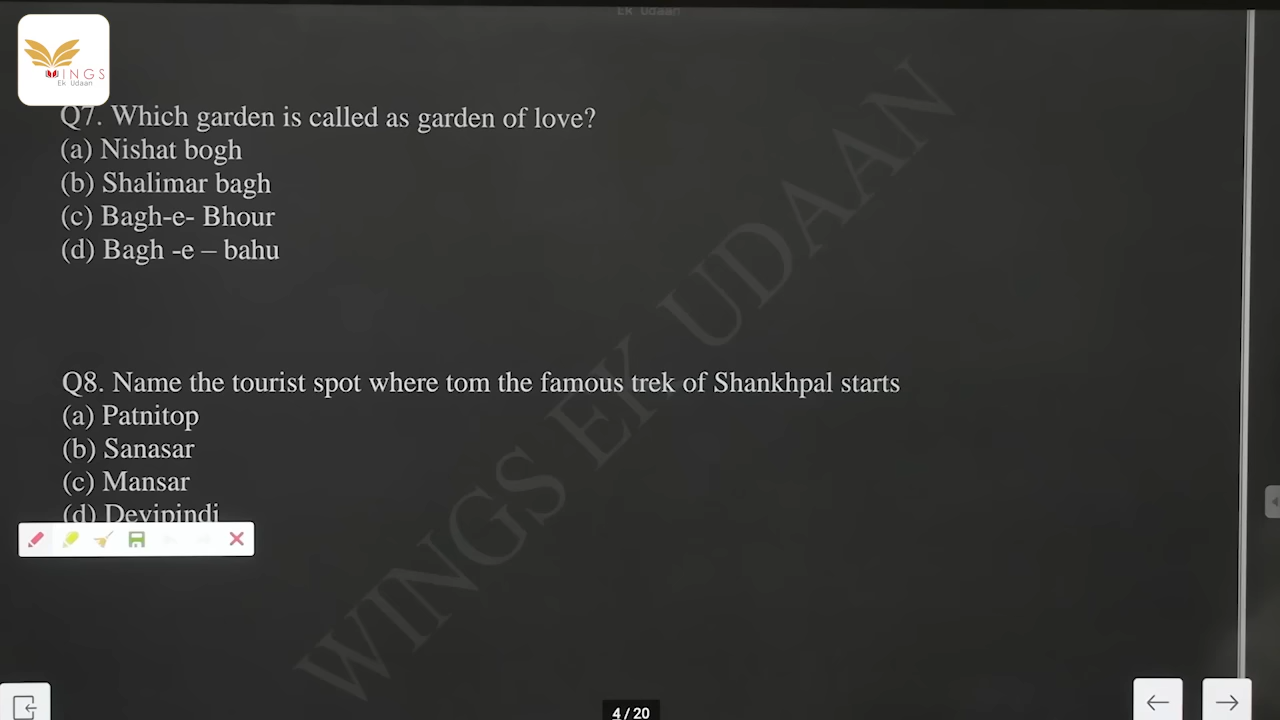 Ek Udaan
WINGS
Ek Udaan
Q7. Which garden is called as garden of love?
(a) Nishat bogh
(b) Shalimar bagh
(c) Bagh-e- Bhour
(d) Bagh -e – bahu
Q8. Name the tourist spot where tom the famous trek of Shankhpal starts
(a) Patnitop
(b) Sanasar
(c) Mansar
(d) Devipindi
WINGS EK UDAAN
4 / 20